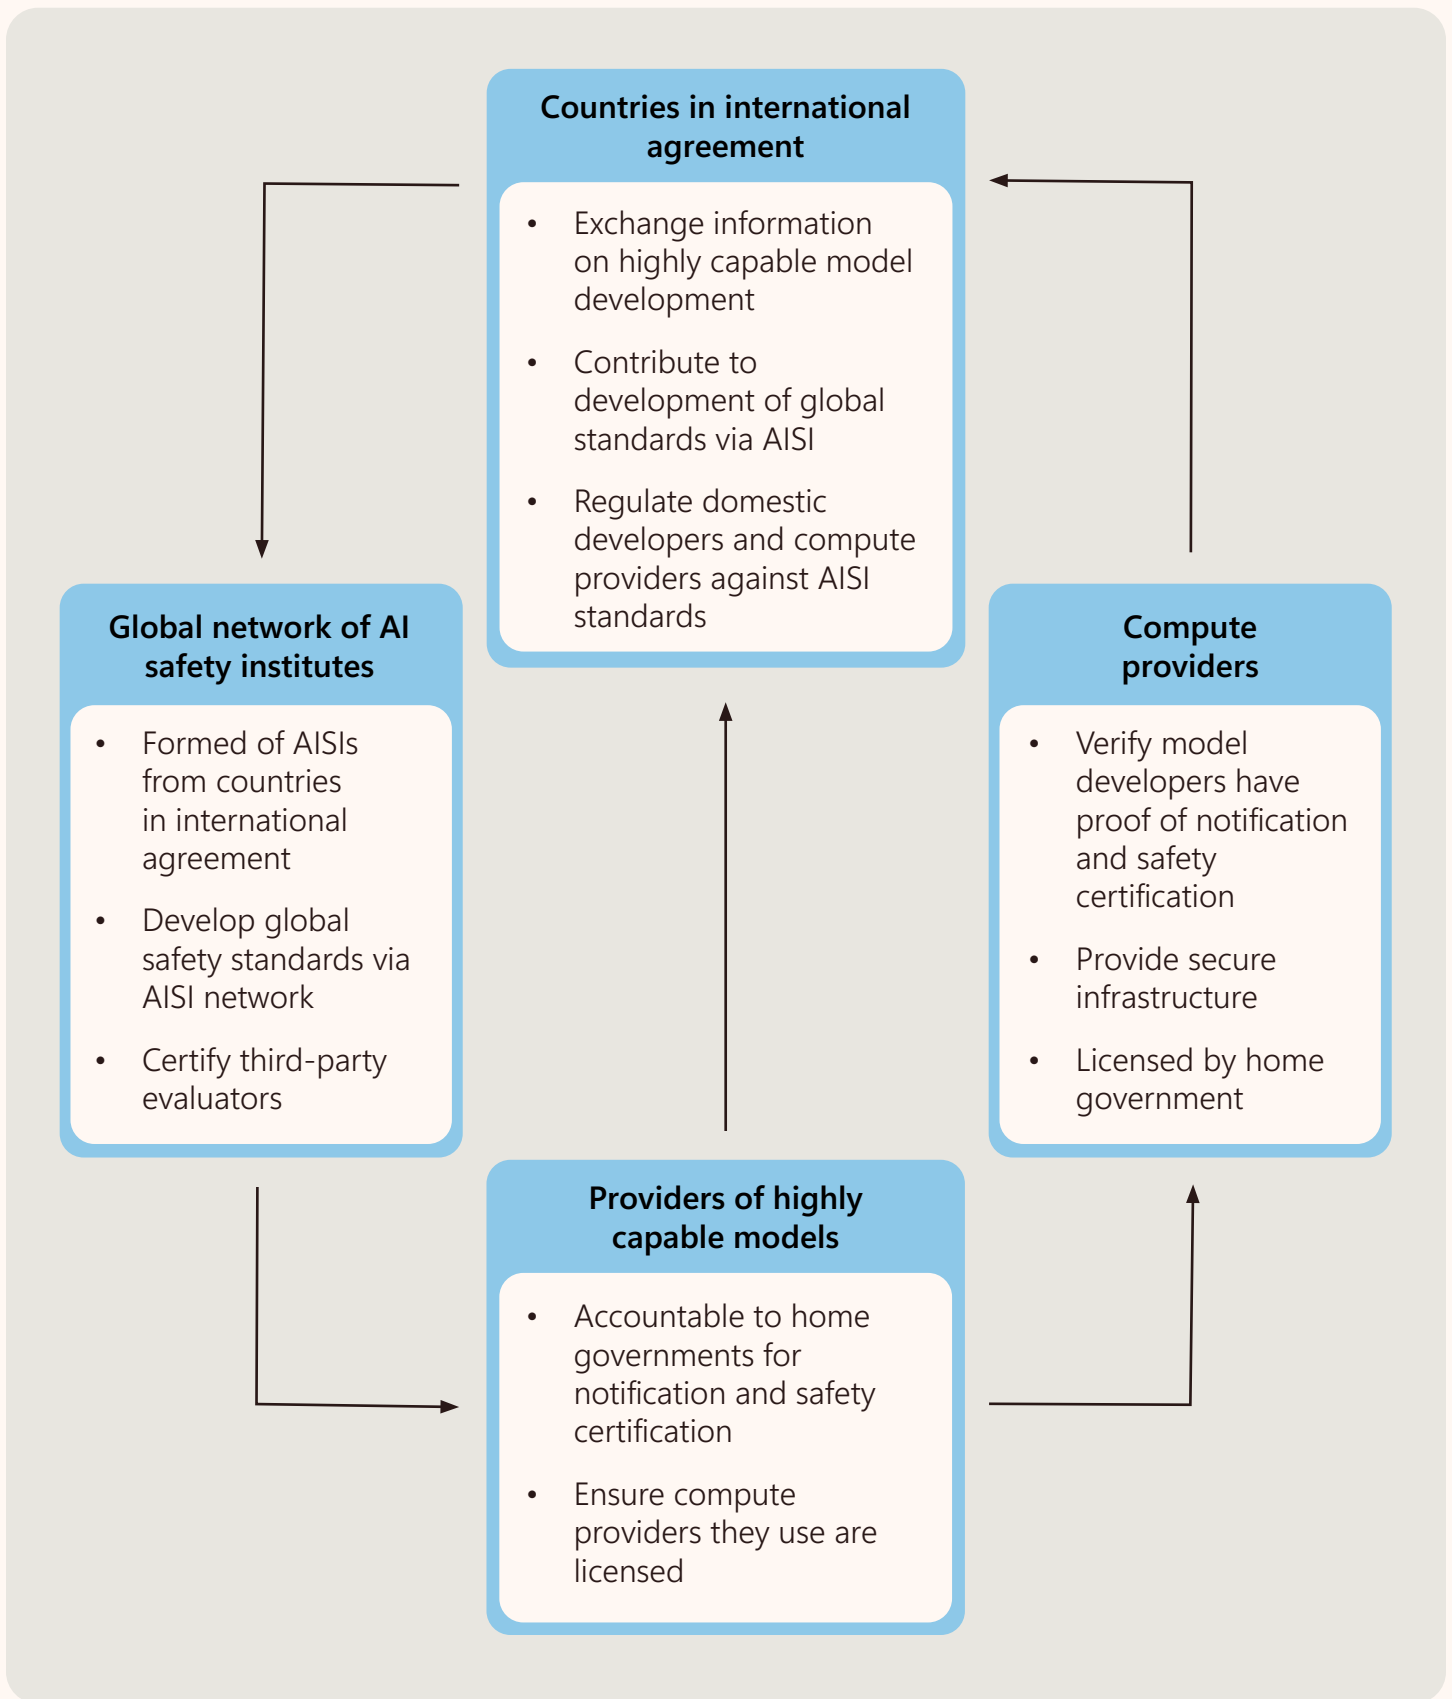 Countries in international
agreement
• Exchange information
on highly capable model
development
• Contribute to
development of global
standards via AISI
• Regulate domestic
developers and compute
providers against AISI
standards
Global network of AI
safety institutes
• Formed of AISIs
from countries
in international
agreement
• Develop global
safety standards via
AISI network
• Certify third-party
evaluators
Compute
providers
• Verify model
developers have
proof of notification
and safety
certification
• Provide secure
infrastructure
• Licensed by home
government
Providers of highly
capable models
• Accountable to home
governments for
notification and safety
certification
• Ensure compute
providers they use are
licensed